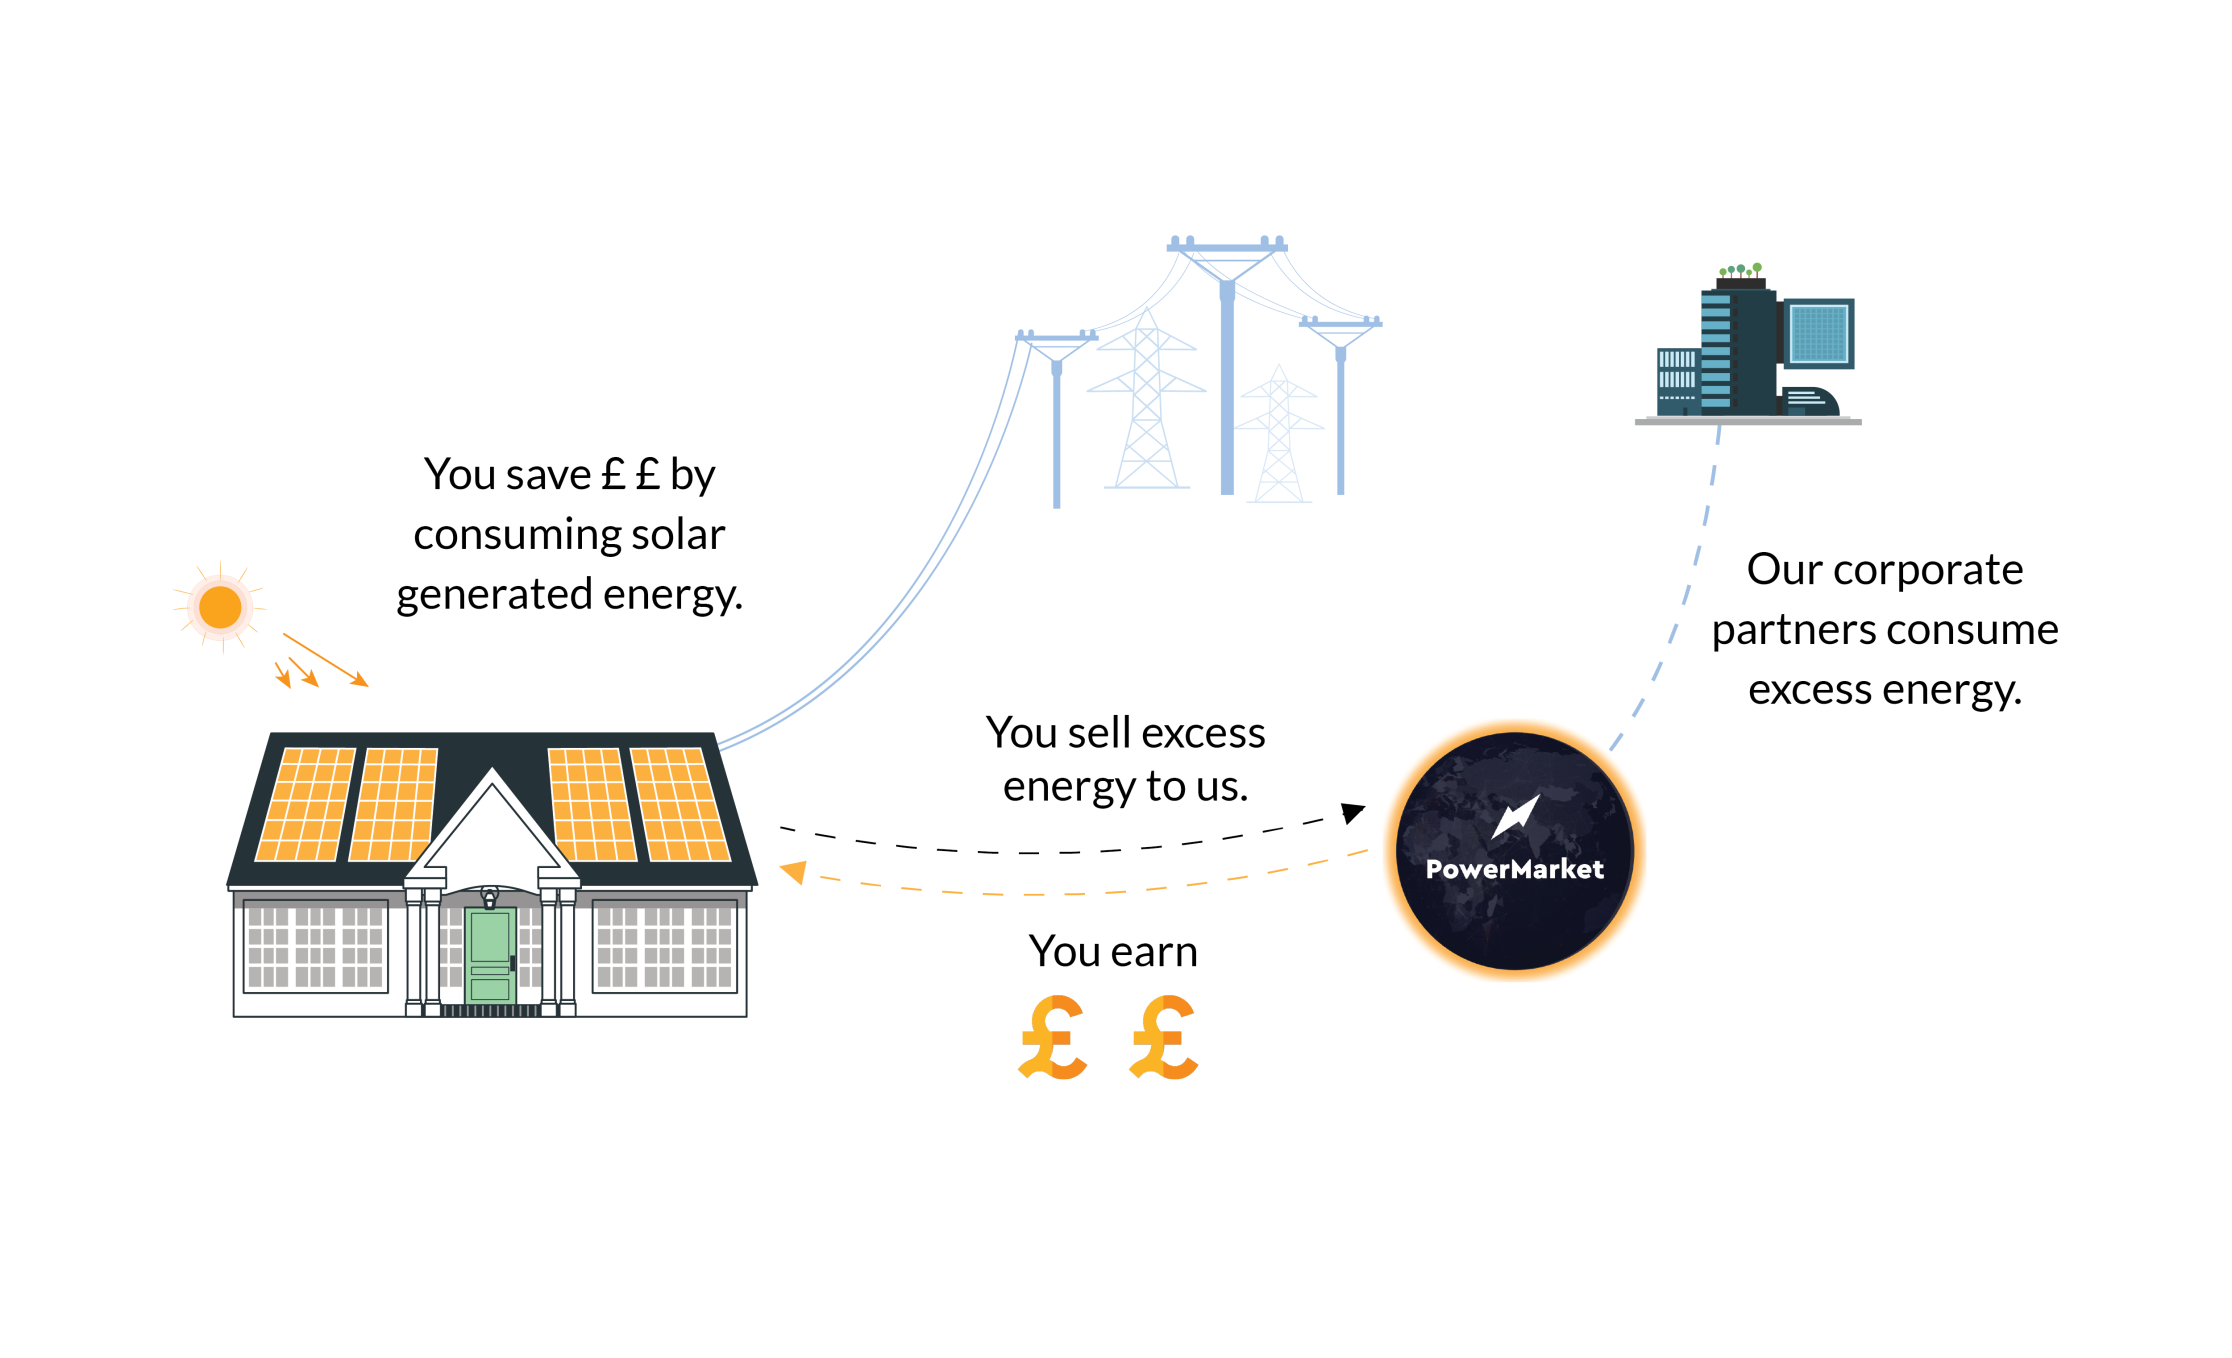 You save £ £ by
consuming solar
generated energy.
Our corporate
partners consume
excess energy.
You sell excess
energy to us.
PowerMarket
You earn
£ £